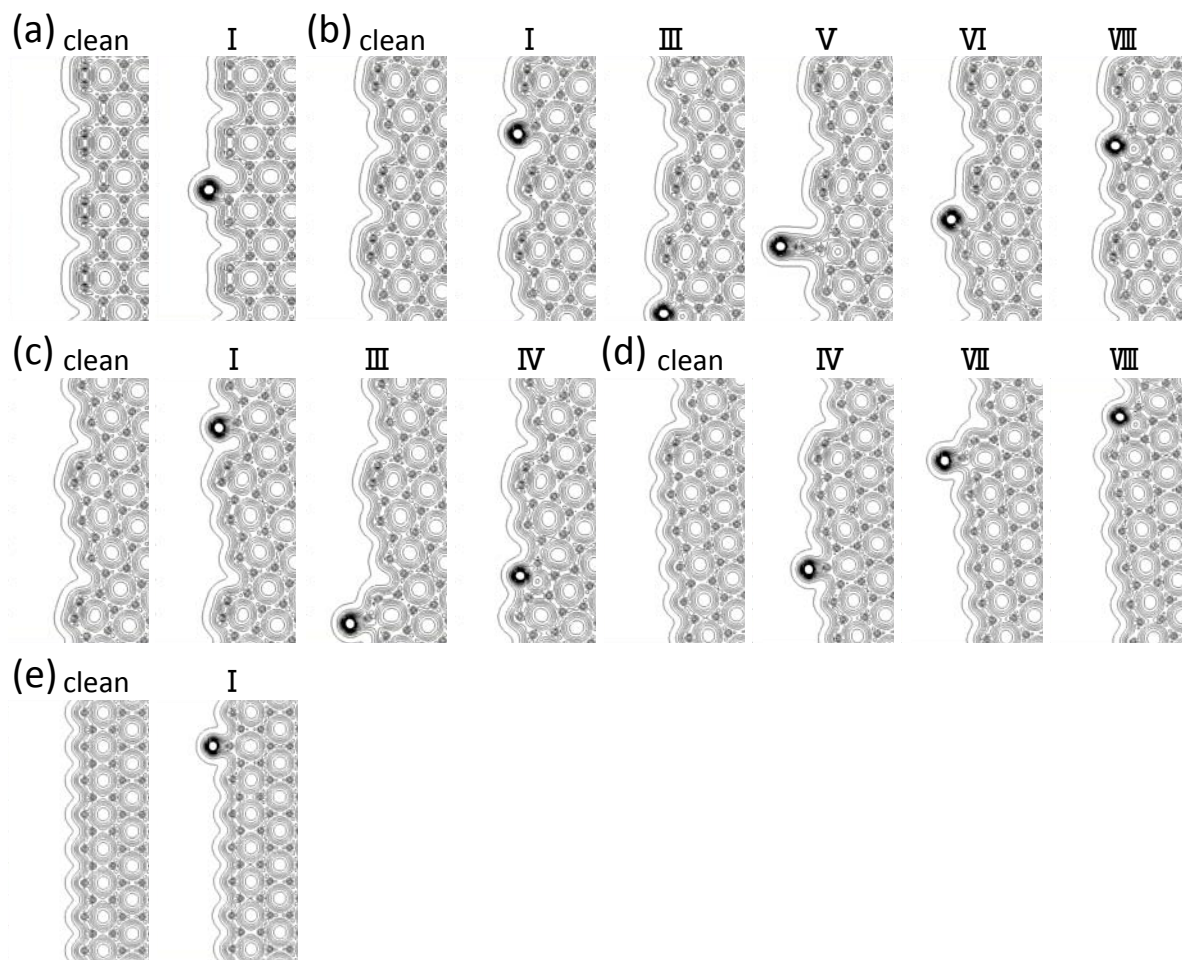 (a) clean Ⅰ (b) clean Ⅰ Ⅲ Ⅴ Ⅵ Ⅷ
(c) clean Ⅰ Ⅲ Ⅳ (d) clean Ⅳ Ⅶ Ⅷ
(e) clean Ⅰ